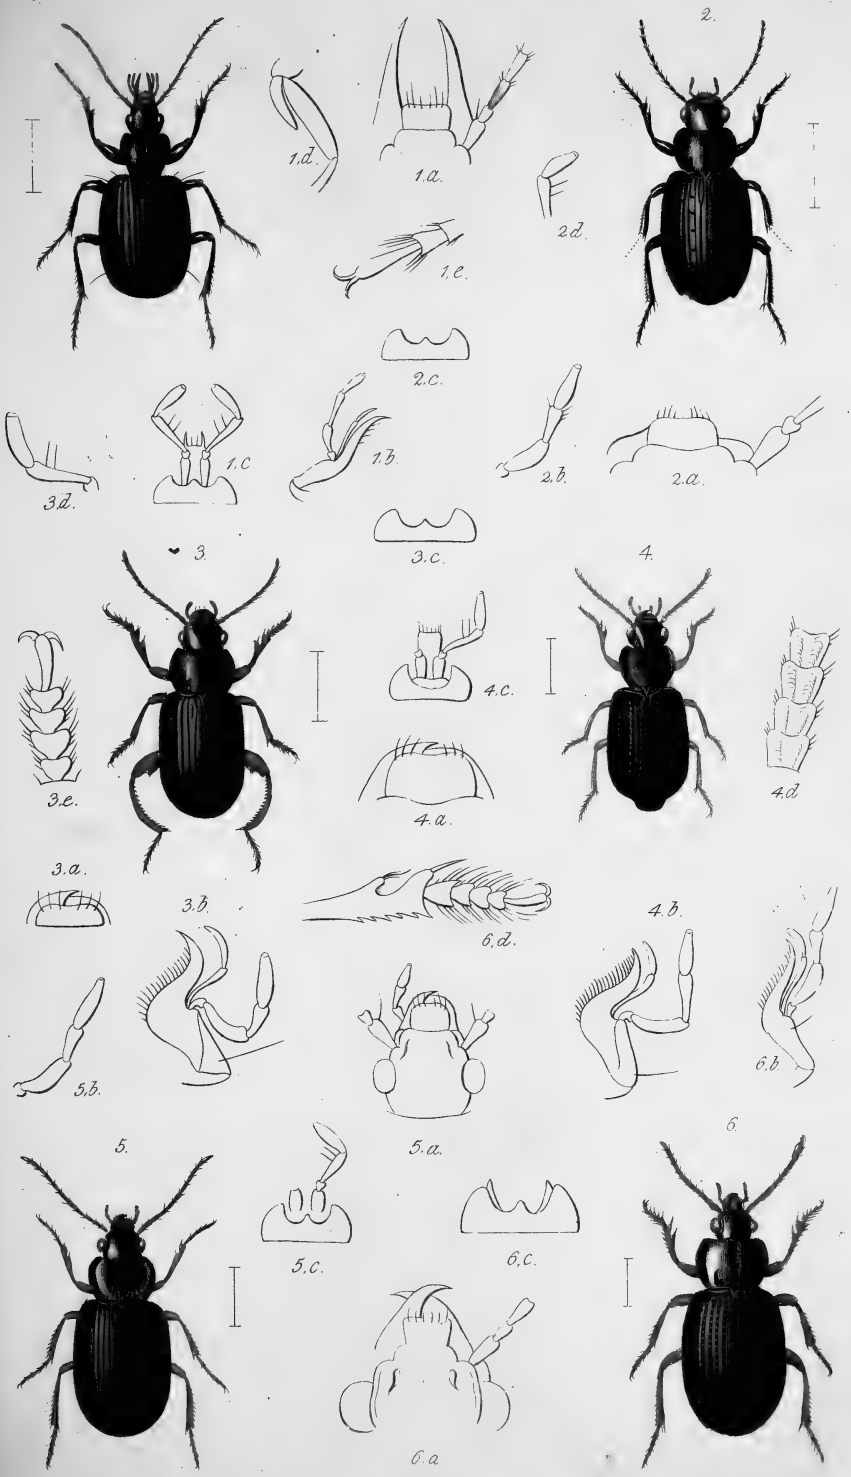 2.
1,d.
1.a.
2d.
1,e.
2.c.
1.c
1.b.
2,b.
2.a.
3.d.
3.c.
3.
4.
4.c.
3,e.
4.a.
4.d
3.a.
3.b.
4.b.
6,d.
5,b.
6,b.
5.a.
5.
6.
5,c.
6,c.
6.a